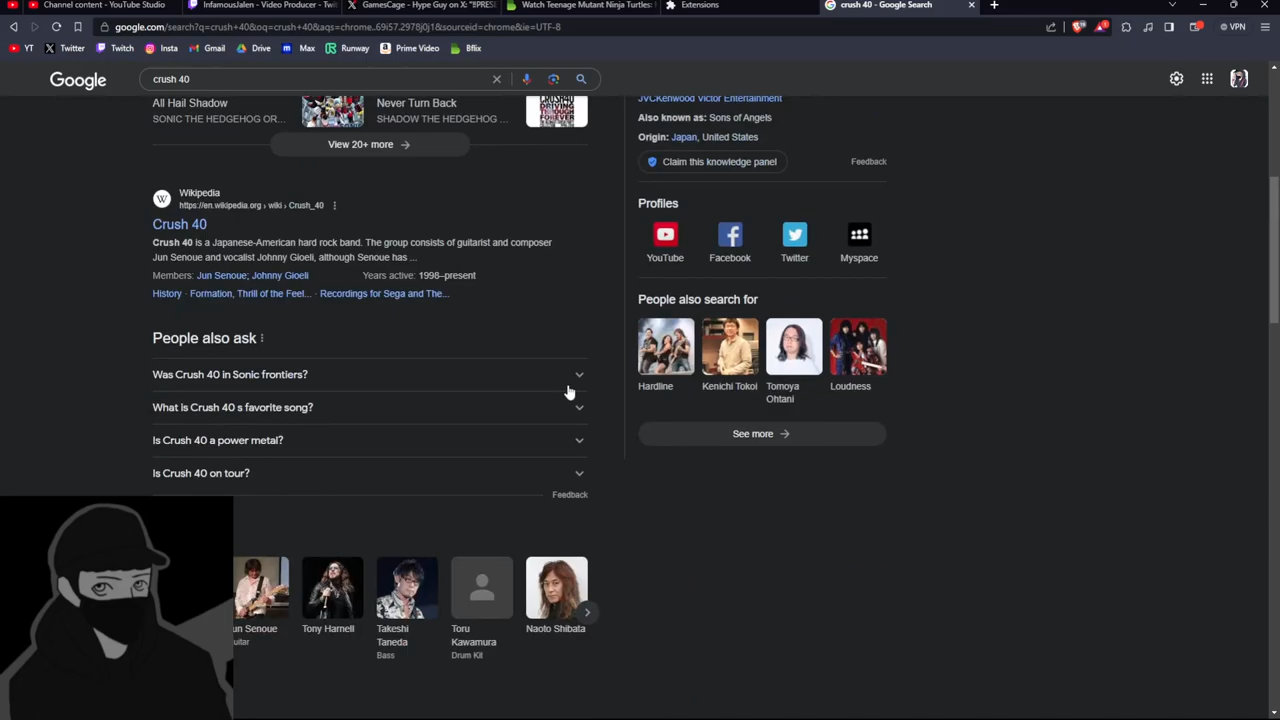 Channel content - YouTube Studio
InfamousJalen - Video Producer - Twi
GamesCage - Hype Guy on X: "#PRES
Watch Teenage Mutant Ninja Turtles:
Extensions
crush 40 - Google Search
google.com/search?q=crush+40&oq=crush+40&aqs=chrome..69i57.2978j0j1&sourceid=chrome&ie=UTF-8
VPN
YT
Twitter
Twitch
Insta
Gmail
Drive
Max
Runway
Prime Video
Bflix
Google
crush 40
All Hail Shadow
SONIC THE HEDGEHOG OR...
Never Turn Back
SHADOW THE HEDGEHOG ...
CRUSH40
DRIVING
THROUGH
FOREVER
View 20+ more
JVCKenwood Victor Entertainment
Also known as: Sons of Angels
Origin: Japan, United States
Claim this knowledge panel
Feedback
W
Wikipedia
https://en.wikipedia.org › wiki › Crush_40
Crush 40
Crush 40 is a Japanese-American hard rock band. The group consists of guitarist and composer
Jun Senoue and vocalist Johnny Gioeli, although Senoue has ...
Members: Jun Senoue; Johnny Gioeli
Years active: 1998–present
History · Formation, Thrill of the Feel... · Recordings for Sega and The...
Profiles
YouTube
Facebook
Twitter
Myspace
People also search for
Hardline
Kenichi Tokoi
Tomoya
Ohtani
Loudness
See more
People also ask
Was Crush 40 in Sonic frontiers?
What is Crush 40 s favorite song?
Is Crush 40 a power metal?
Is Crush 40 on tour?
Feedback
un Senoue
uitar
Tony Harnell
Takeshi
Taneda
Bass
Toru
Kawamura
Drum Kit
Naoto Shibata